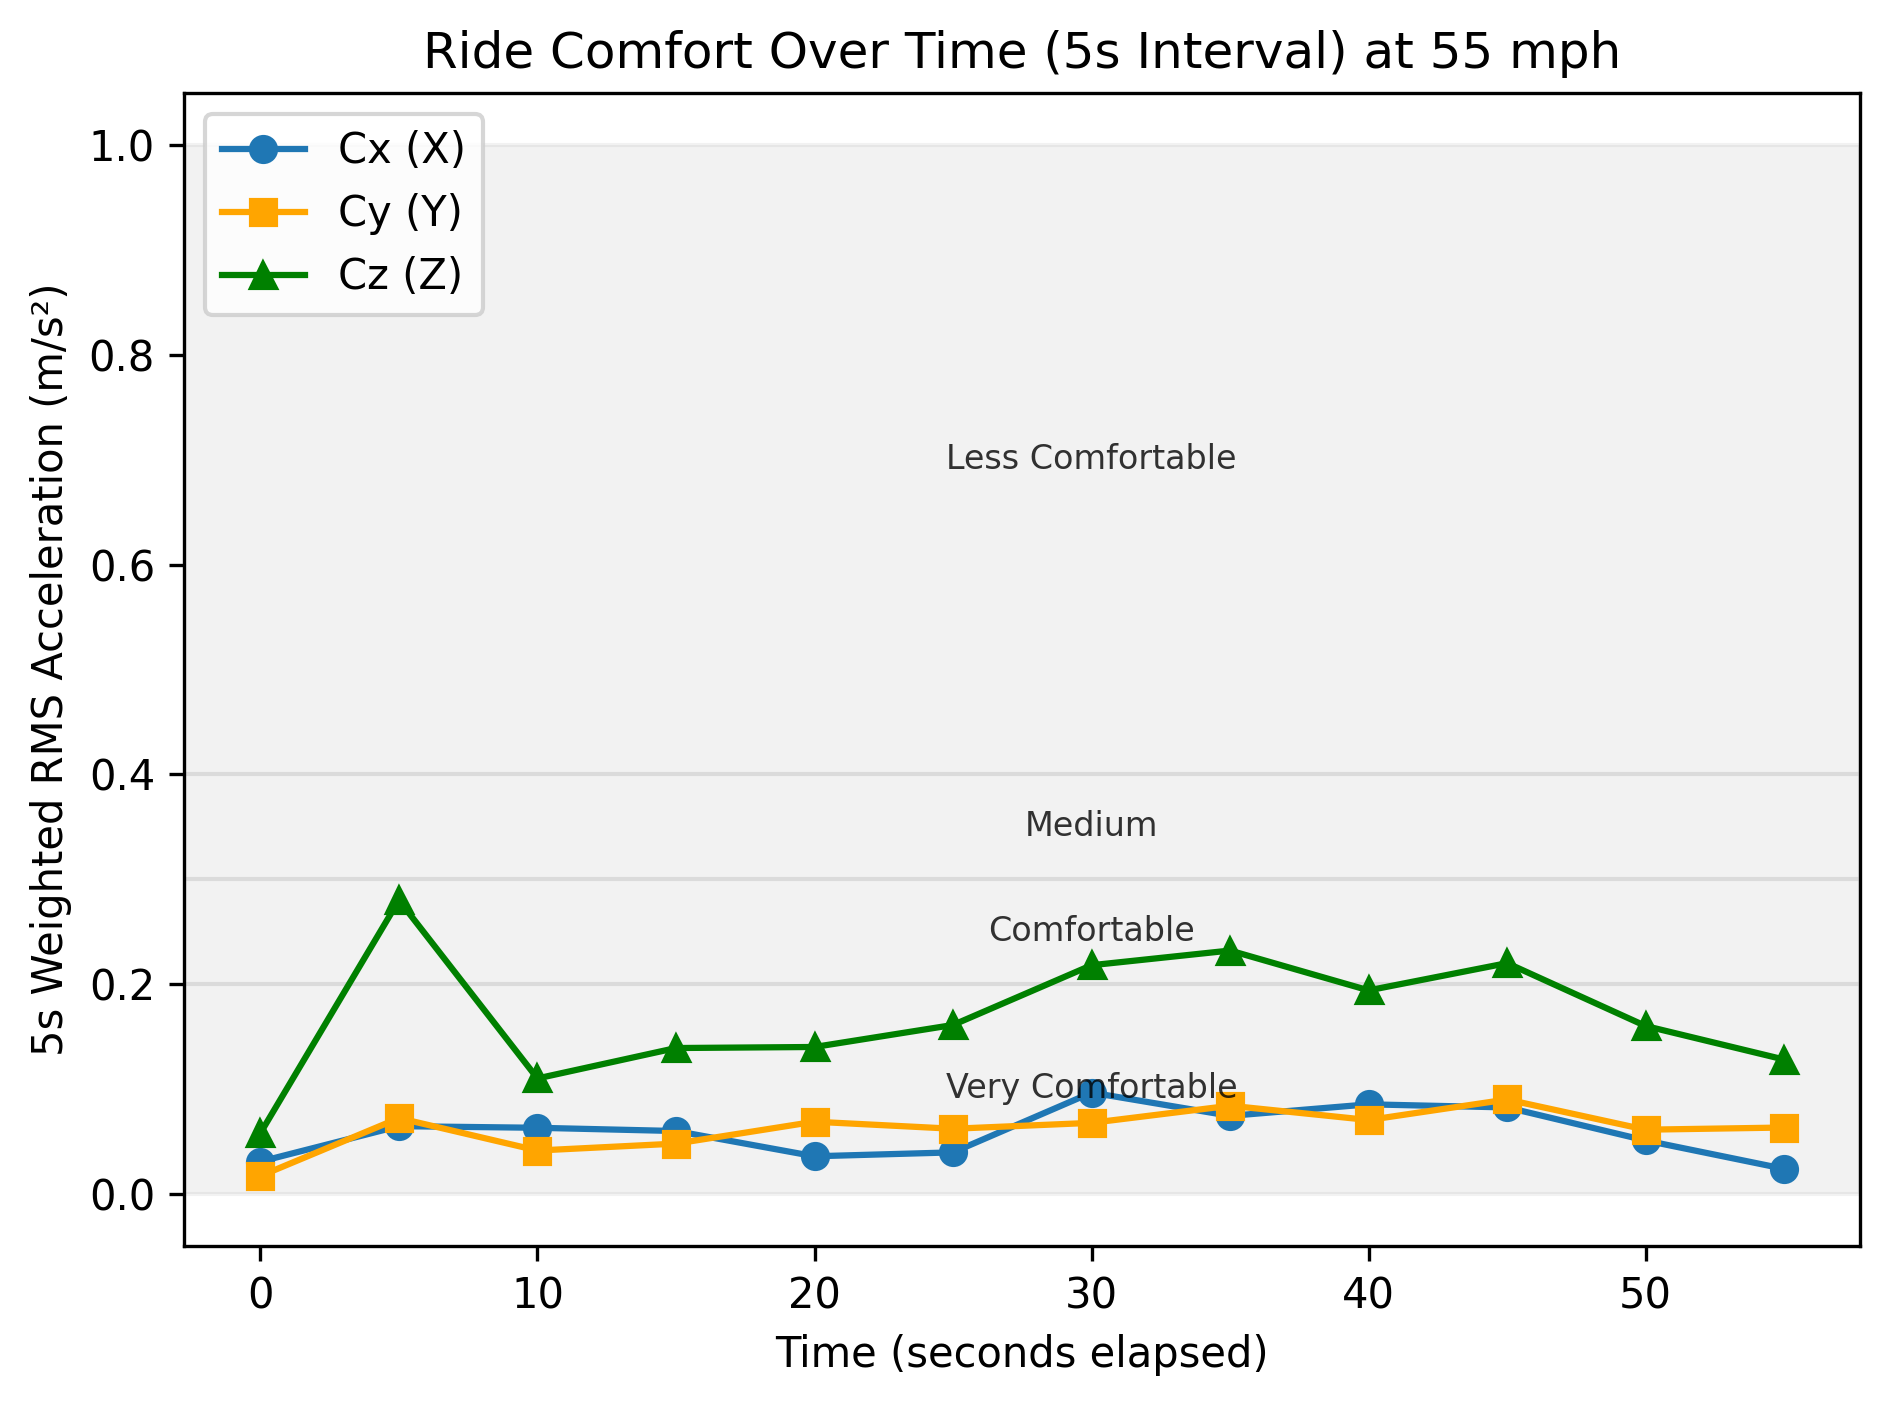 Ride Comfort Over Time (5s Interval) at 55 mph
Cx (X)
Cy (Y)
Cz (Z)
5s Weighted RMS Acceleration (m/s²)
1.0
0.8
0.6
0.4
0.2
0.0
Less Comfortable
Medium
Comfortable
Very Comfortable
0 10 20 30 40 50
Time (seconds elapsed)